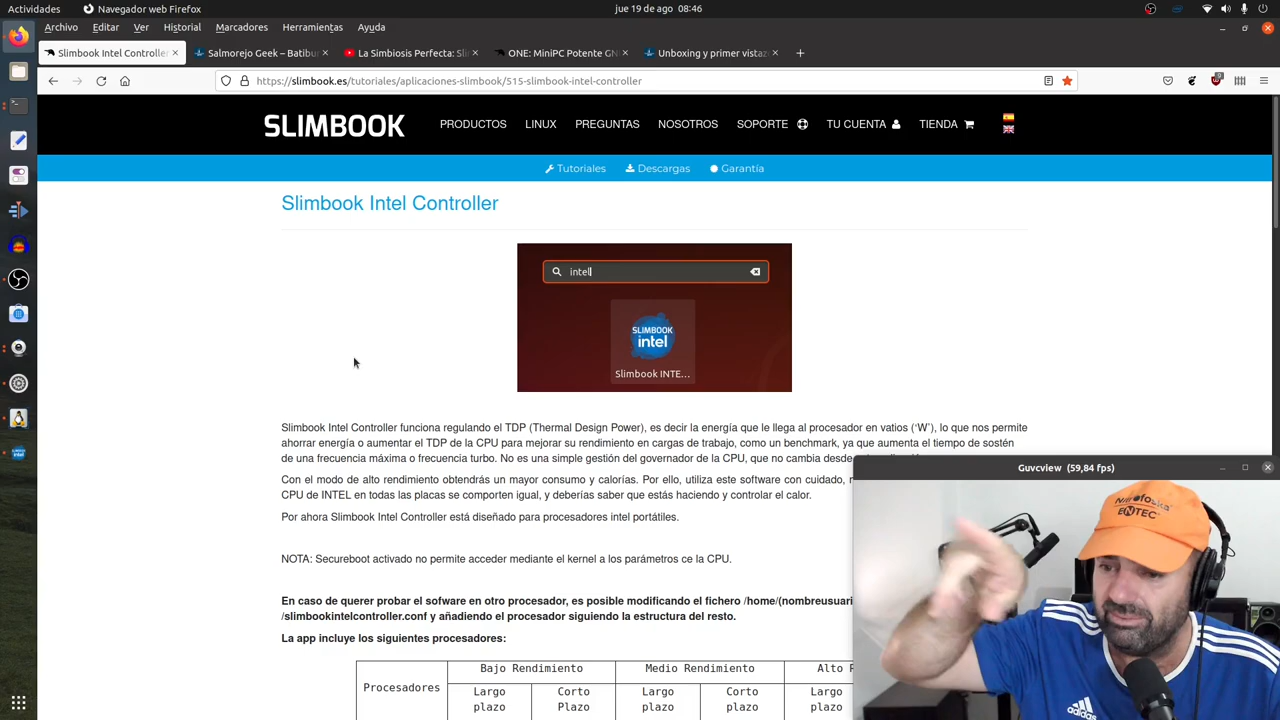 Actividades
Navegador web Firefox
jue 19 de ago 08:46
Archivo Editar Ver Historial Marcadores Herramientas Ayuda
Slimbook Intel Controller
Salmorejo Geek – Batibur
La Simbiosis Perfecta: Sli
ONE: MiniPC Potente GN
Unboxing y primer vistazo
https://slimbook.es/tutoriales/aplicaciones-slimbook/515-slimbook-intel-controller
SLIMBOOK
PRODUCTOS LINUX PREGUNTAS NOSOTROS SOPORTE TU CUENTA TIENDA
Tutoriales Descargas Garantía
Slimbook Intel Controller
intel
SLIMBOOK
intel
Slimbook INTE...
Slimbook Intel Controller funciona regulando el TDP (Thermal Design Power), es decir la energía que le llega al procesador en vatios ('W'), lo que nos permite
ahorrar energía o aumentar el TDP de la CPU para mejorar su rendimiento en cargas de trabajo, como un benchmark, ya que aumenta el tiempo de sostén
de una frecuencia máxima o frecuencia turbo. No es una simple gestión del governador de la CPU, que no cambia desde
Con el modo de alto rendimiento obtendrás un mayor consumo y calorías. Por ello, utiliza este software con cuidado,
CPU de INTEL en todas las placas se comporten igual, y deberías saber que estás haciendo y controlar el calor.
Por ahora Slimbook Intel Controller está diseñado para procesadores intel portátiles.
NOTA: Secureboot activado no permite acceder mediante el kernel a los parámetros ce la CPU.
En caso de querer probar el sofware en otro procesador, es posible modificando el fichero /home/(nombreusuari
/slimbookintelcontroller.conf y añadiendo el procesador siguiendo la estructura del resto.
La app incluye los siguientes procesadores:
Procesadores
Bajo Rendimiento Medio Rendimiento Alto
Largo plazo
Corto Plazo
Largo plazo
Corto plazo
Largo plazo
Guvcview (59,84 fps)
Nitrofoska
ENTEC
adidas